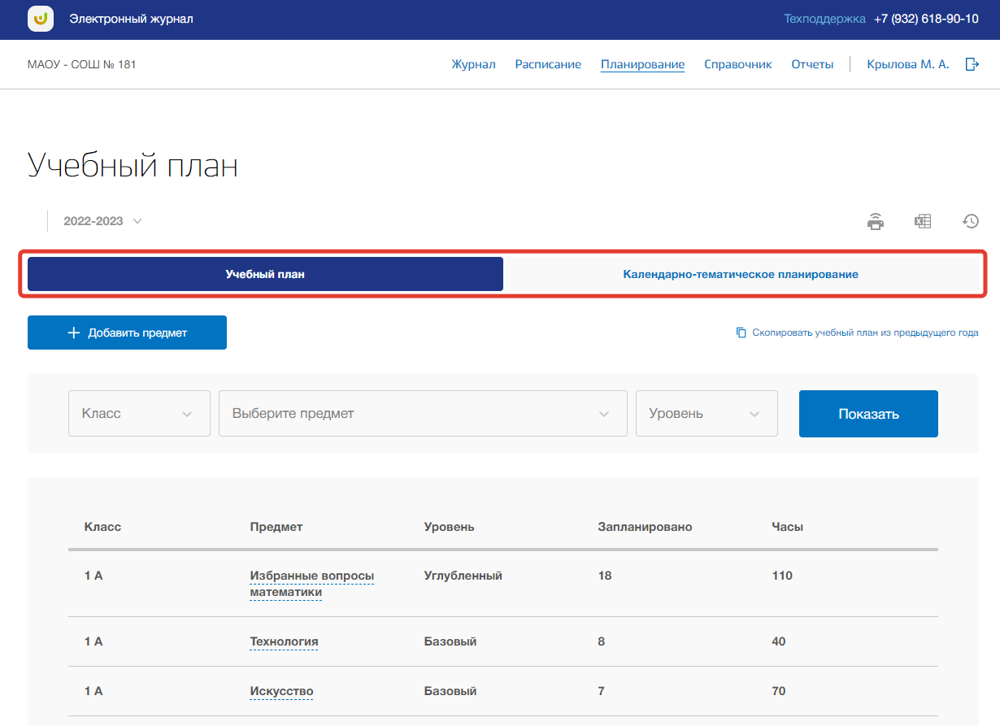 Электронный журнал
Техподдержка +7 (932) 618-90-10
МАОУ - СОШ № 181
Журнал Расписание Планирование Справочник Отчеты Крылова М. А.
Учебный план
2022-2023
Учебный план Календарно-тематическое планирование
Добавить предмет Скопировать учебный план из предыдущего года
Класс Выберите предмет Уровень Показать
Класс Предмет Уровень Запланировано Часы
1 А Избранные вопросы Углубленный 18 110
математики
1 А Технология Базовый 8 40
1 А Искусство Базовый 7 70